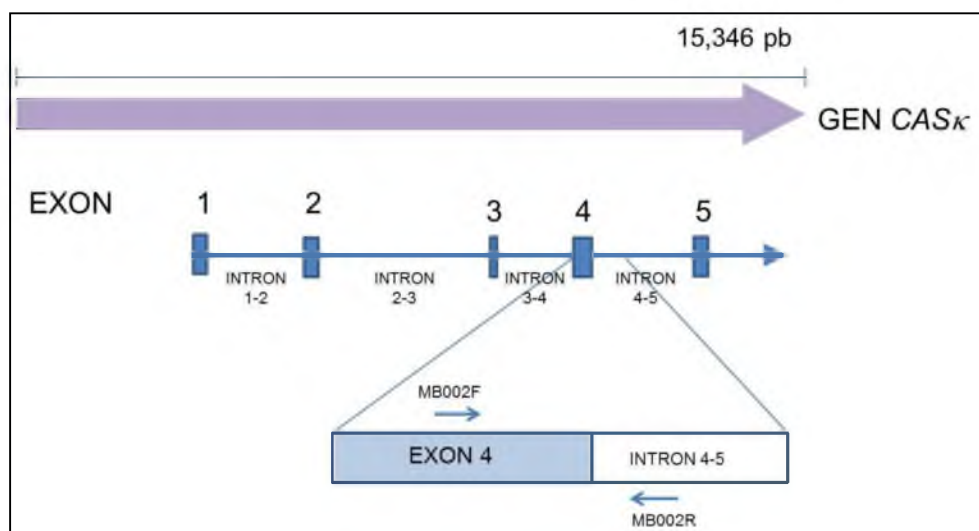 15,346 pb
GEN CASκ
EXON
1 2 3 4 5
INTRON
1-2
INTRON
2-3
INTRON
3-4
INTRON
4-5
MB002F
EXON 4
INTRON 4-5
MB002R